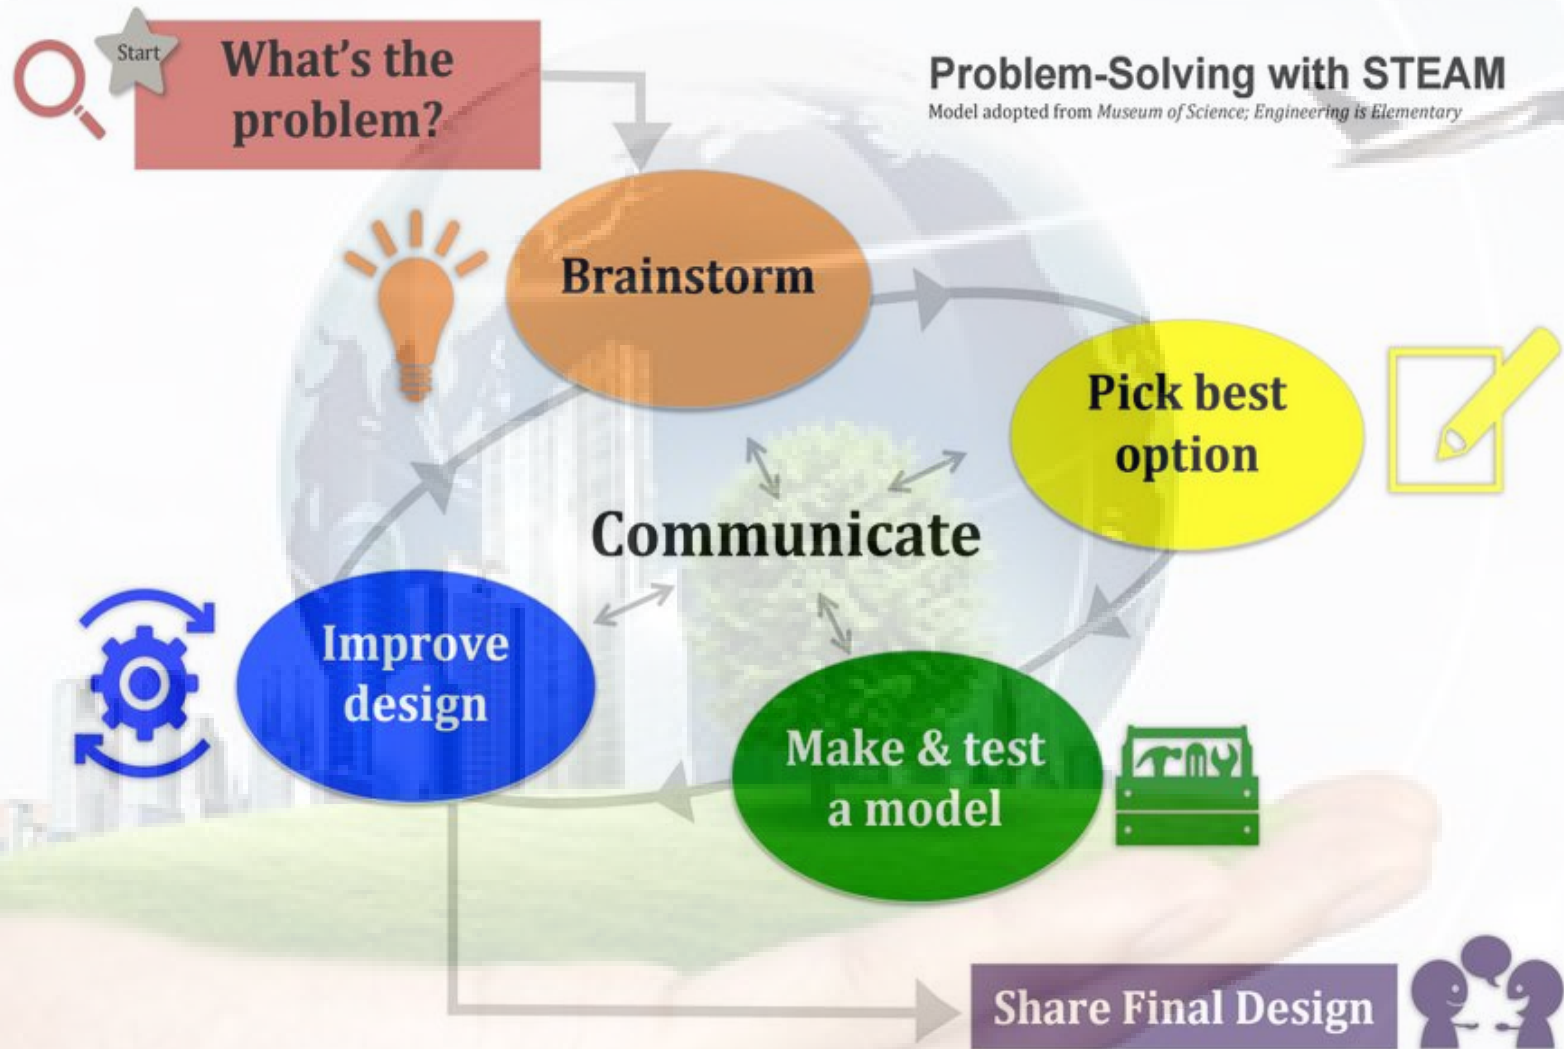 Start
What's the
problem?
Problem-Solving with STEAM
Model adopted from Museum of Science; Engineering is Elementary
Brainstorm
Pick best
option
Communicate
Improve
design
Make & test
a model
Share Final Design